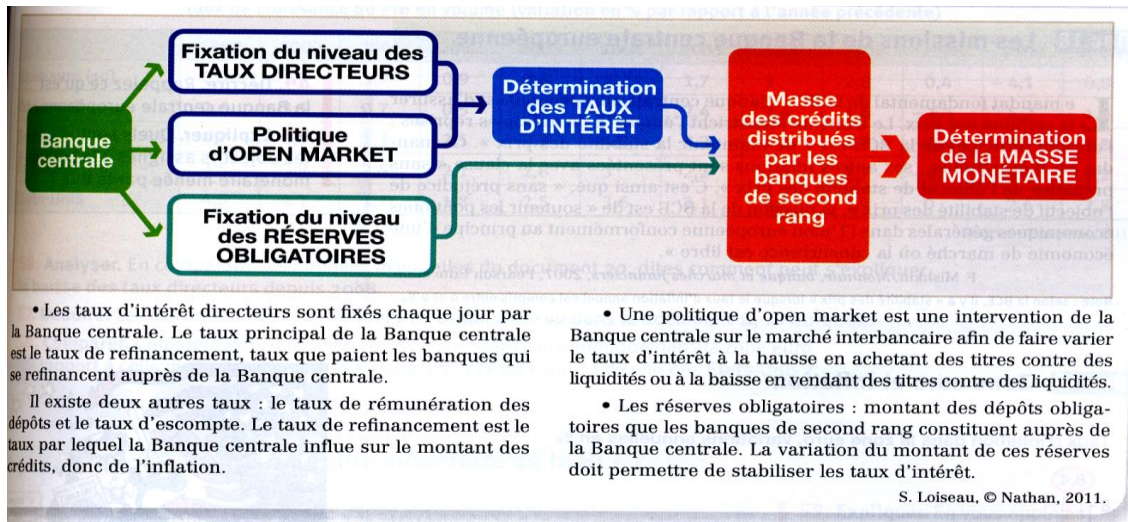 Fixation du niveau des
TAUX DIRECTEURS
Banque
centrale
Politique
d'OPEN MARKET
Fixation du niveau
des RÉSERVES
OBLIGATOIRES
Détermination
des TAUX
D'INTÉRÊT
Masse
des crédits
distribués
par les
banques
de second
rang
Détermination
de la MASSE
MONÉTAIRE
• Les taux d'intérêt directeurs sont fixés chaque jour par
la Banque centrale. Le taux principal de la Banque centrale
est le taux de refinancement, taux que paient les banques qui
se refinancent auprès de la Banque centrale.
Il existe deux autres taux : le taux de rémunération des
dépôts et le taux d'escompte. Le taux de refinancement est le
taux par lequel la Banque centrale influe sur le montant des
crédits, donc de l'inflation.
• Une politique d'open market est une intervention de la
Banque centrale sur le marché interbancaire afin de faire varier
le taux d'intérêt à la hausse en achetant des titres contre des
liquidités ou à la baisse en vendant des titres contre des liquidités.
• Les réserves obligatoires : montant des dépôts obliga-
toires que les banques de second rang constituent auprès de
la Banque centrale. La variation du montant de ces réserves
doit permettre de stabiliser les taux d'intérêt.
S. Loiseau, © Nathan, 2011.